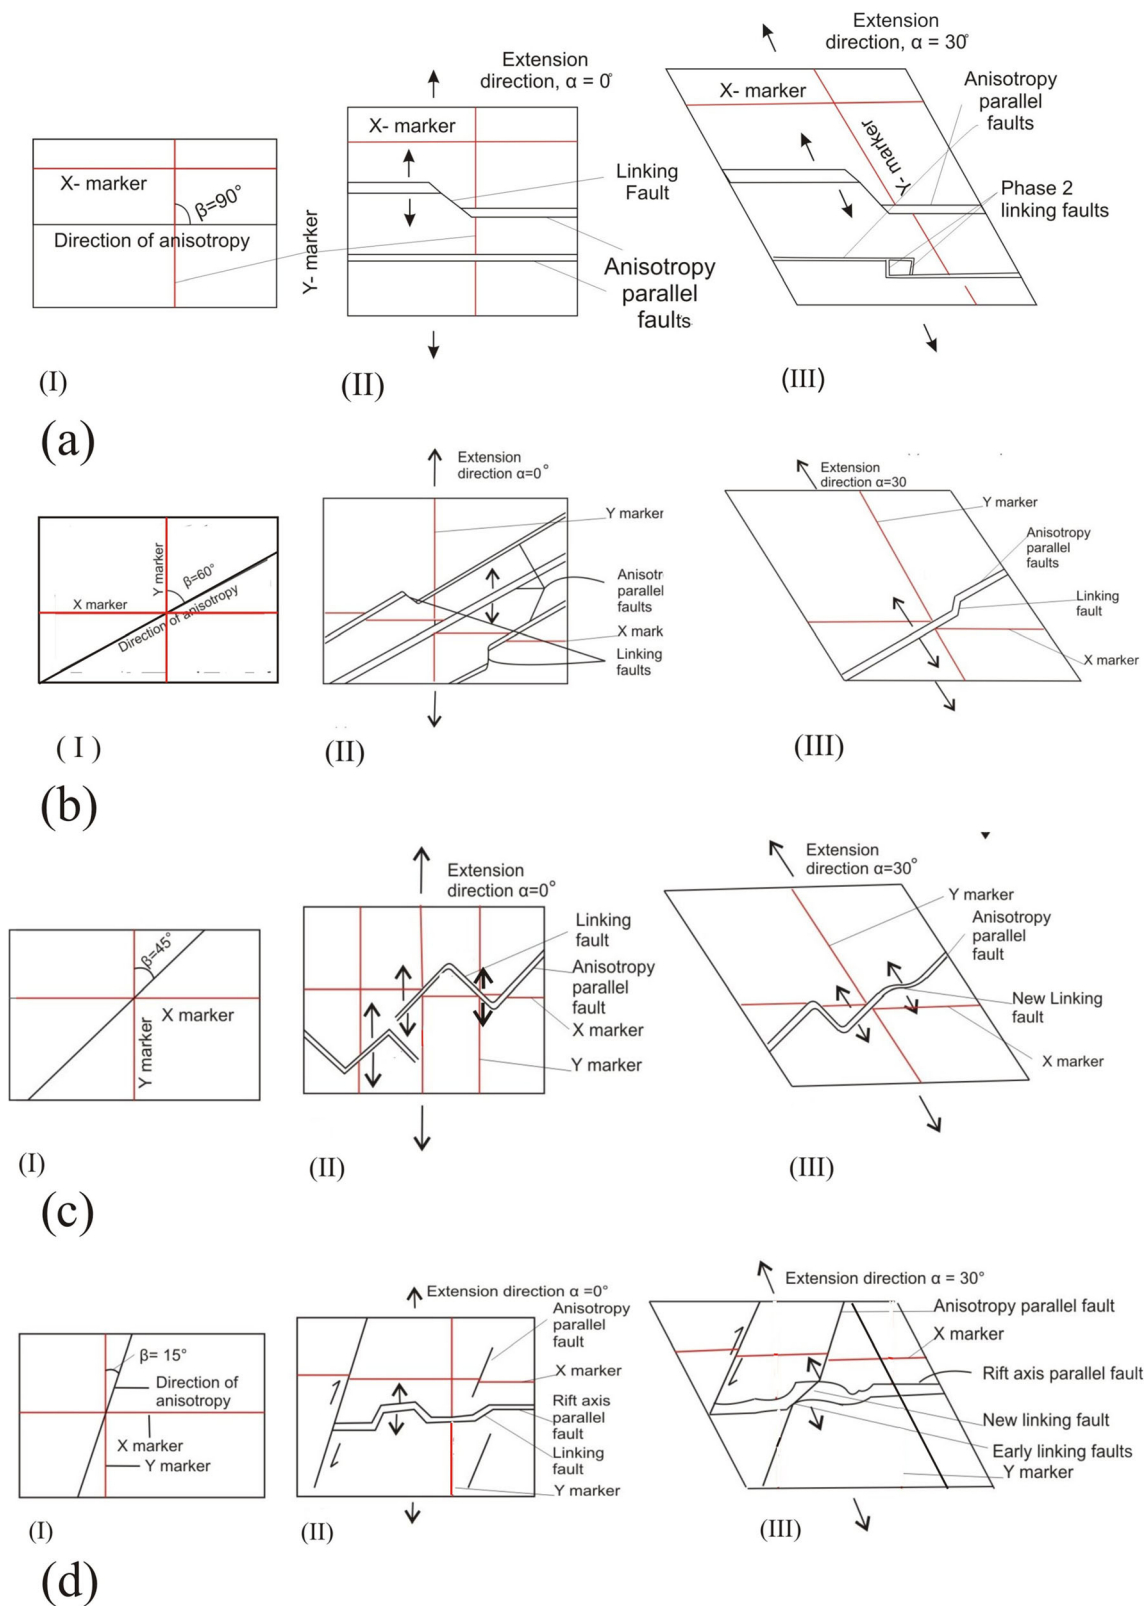 X- marker
β=90°
Direction of anisotropy
(I)
Extension
direction, α = 0°
X- marker
Y- marker
Linking
Fault
Anisotropy
parallel
faults
(II)
Extension
direction, α = 30°
X- marker
Y- marker
Anisotropy
parallel
faults
Phase 2
linking faults
(III)
(a)
Y marker
β=60°
X marker
Direction of anisotropy
( I )
Extension
direction α=0°
Y marker
Anisotr
parallel
faults
X mark
Linking
faults
(II)
Extension
direction α=30
Y marker
Anisotropy
parallel
faults
Linking
fault
X marker
(III)
(b)
β=45°
X marker
Y marker
(I)
Extension
direction α=0°
Linking
fault
Anisotropy
parallel
fault
X marker
Y marker
(II)
Extension
direction α=30°
Y marker
Anisotropy
parallel
fault
New Linking
fault
X marker
(III)
(c)
β= 15°
Direction of
anisotropy
X marker
Y marker
(I)
Extension direction α =0°
Anisotropy
parallel
fault
X marker
Rift axis
parallel
fault
Linking
fault
Y marker
(II)
Extension direction α = 30°
Anisotropy parallel fault
X marker
Rift axis parallel fault
New linking fault
Early linking faults
Y marker
(III)
(d)